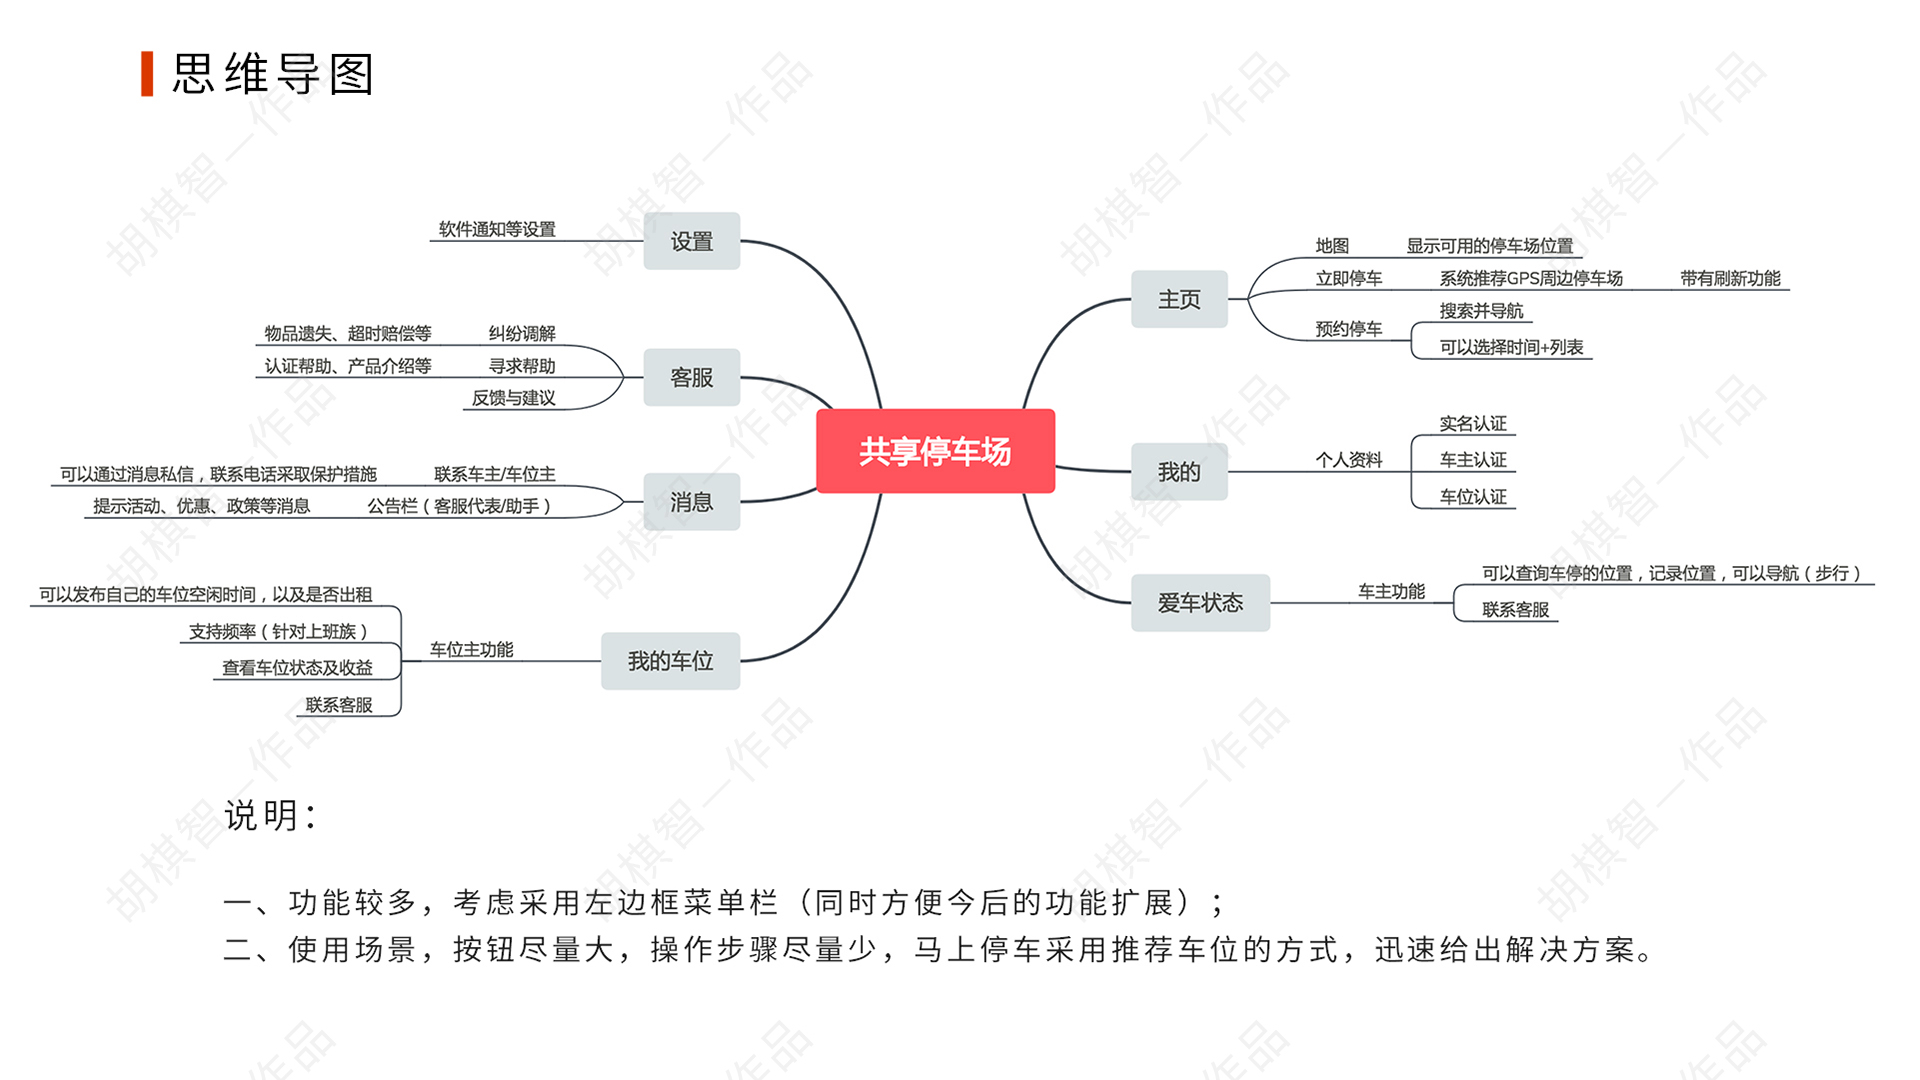 思维导图
软件通知等设置
设置
物品遗失、超时赔偿等
纠纷调解
认证帮助、产品介绍等
寻求帮助
反馈与建议
客服
可以通过消息私信，联系电话采取保护措施
联系车主/车位主
提示活动、优惠、政策等消息
公告栏（客服代表/助手）
消息
可以发布自己的车位空闲时间，以及是否出租
支持频率（针对上班族）
查看车位状态及收益
联系客服
车位主功能
我的车位
共享停车场
主页
地图
显示可用的停车场位置
立即停车
系统推荐GPS周边停车场
带有刷新功能
预约停车
搜索并导航
可以选择时间+列表
我的
个人资料
实名认证
车主认证
车位认证
爱车状态
车主功能
可以查询车停的位置，记录位置，可以导航（步行）
联系客服
说明：
一、功能较多，考虑采用左边框菜单栏（同时方便今后的功能扩展）；
二、使用场景，按钮尽量大，操作步骤尽量少，马上停车采用推荐车位的方式，迅速给出解决方案。
胡棋智—作品